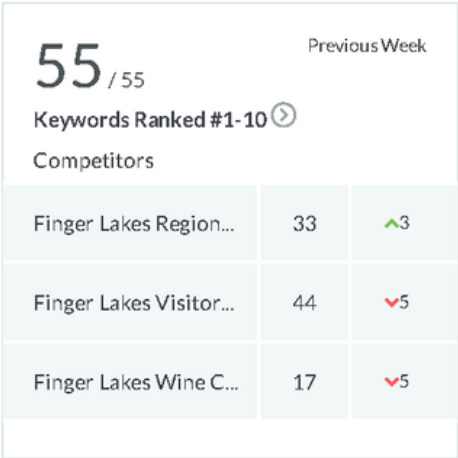 Previous Week
55 / 55
Keywords Ranked #1-10
Competitors
Finger Lakes Region... 33 3
Finger Lakes Visitor... 44 5
Finger Lakes Wine C... 17 5